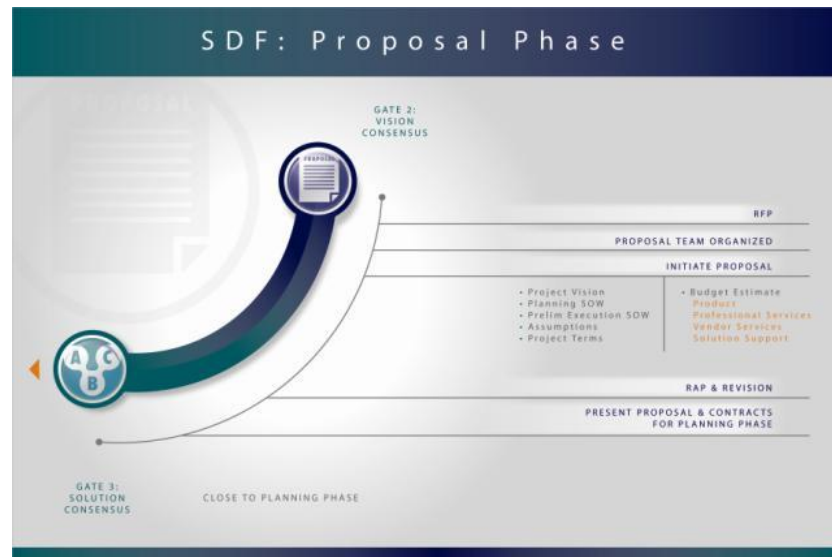 SDF: Proposal Phase
PROPOSAL
GATE 2:
VISION
CONSENSUS
PROPOSAL
RFP
PROPOSAL TEAM ORGANIZED
INITIATE PROPOSAL
• Project Vision
• Planning SOW
• Prelim Execution SOW
• Assumptions
• Project Terms
• Budget Estimate
Product
Professional Services
Vendor Services
Solution Support
A C
B
RAP & REVISION
PRESENT PROPOSAL & CONTRACTS
FOR PLANNING PHASE
GATE 3:
SOLUTION
CONSENSUS
CLOSE TO PLANNING PHASE